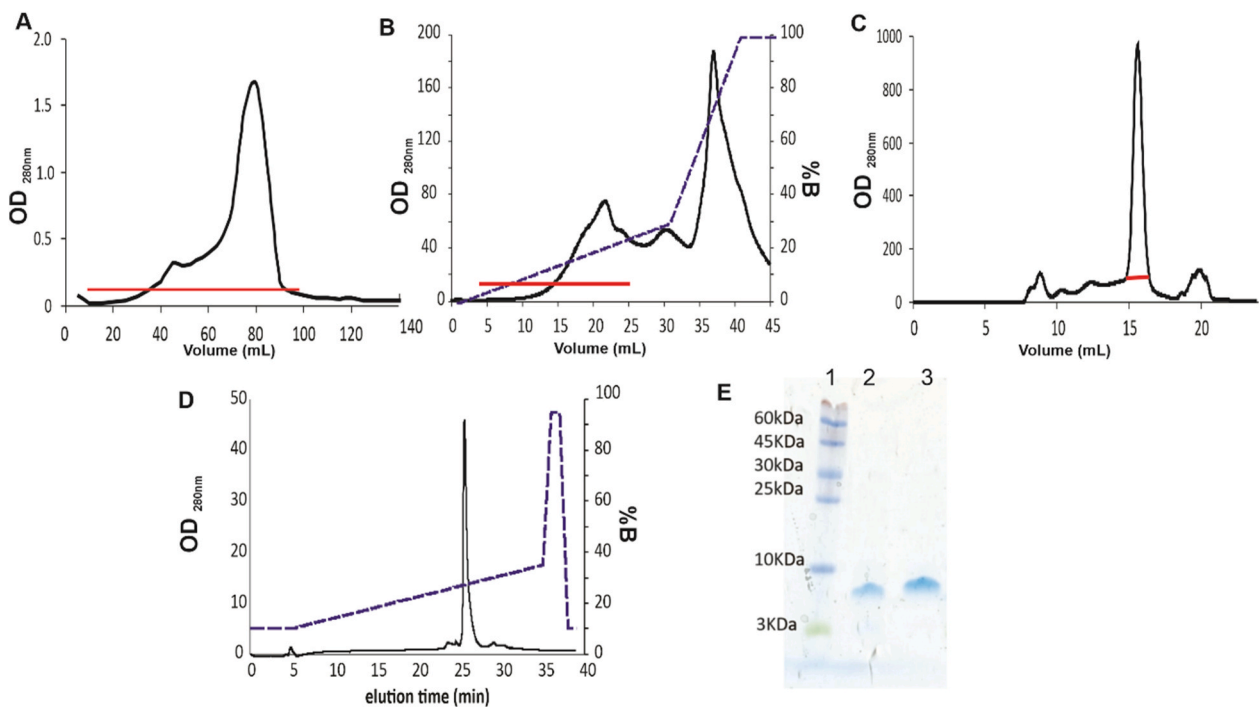 A
OD 280nm
2.0
1.5
1.0
0.5
0
0 20 40 60 80 100 120 140
Volume (mL)
B
OD 280nm
200
160
120
80
40
0
100
80
60
40
20
0
%B
0 5 10 15 20 25 30 35 40 45
Volume (mL)
C
OD 280nm
1000
800
600
400
200
0
0 5 10 15 20
Volume (mL)
D
OD 280nm
50
40
30
20
10
0
100
80
60
40
20
0
%B
0 5 10 15 20 25 30 35 40
elution time (min)
E
1 2 3
60kDa
45KDa
30kDa
25kDa
10KDa
3KDa